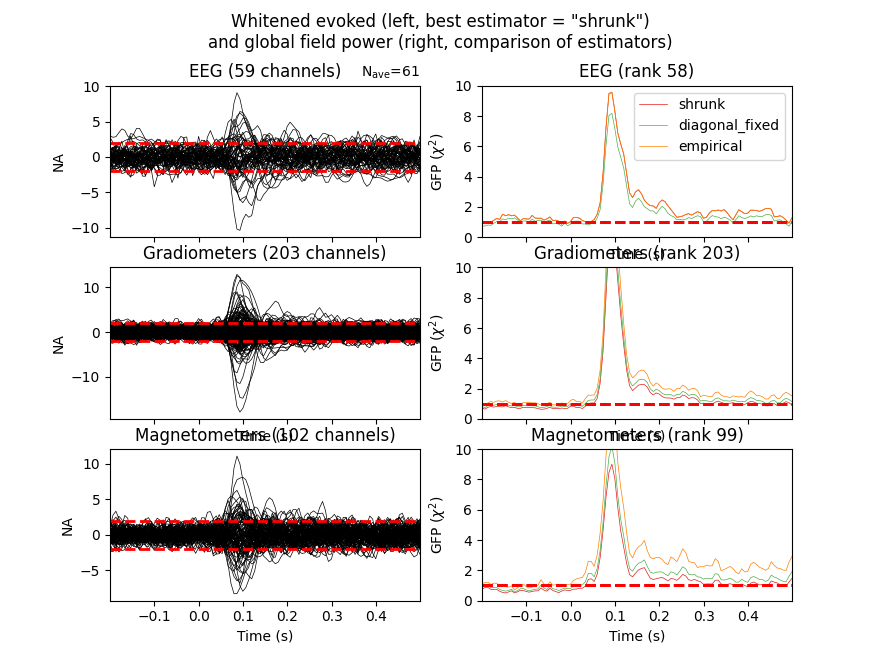 Whitened evoked (left, best estimator = "shrunk")
and global field power (right, comparison of estimators)
EEG (59 channels)
N_ave=61
10
5
0
−5
−10
NA
EEG (rank 58)
10
8
6
4
2
0
GFP (χ²)
shrunk
diagonal_fixed
empirical
Time (s)
Gradiometers (203 channels)
10
0
−10
NA
Time (s)
Gradiometers (rank 203)
10
8
6
4
2
0
GFP (χ²)
Time (s)
Magnetometers (102 channels)
10
5
0
−5
NA
−0.1
0.0
0.1
0.2
0.3
0.4
Time (s)
Magnetometers (rank 99)
10
8
6
4
2
0
GFP (χ²)
−0.1
0.0
0.1
0.2
0.3
0.4
Time (s)